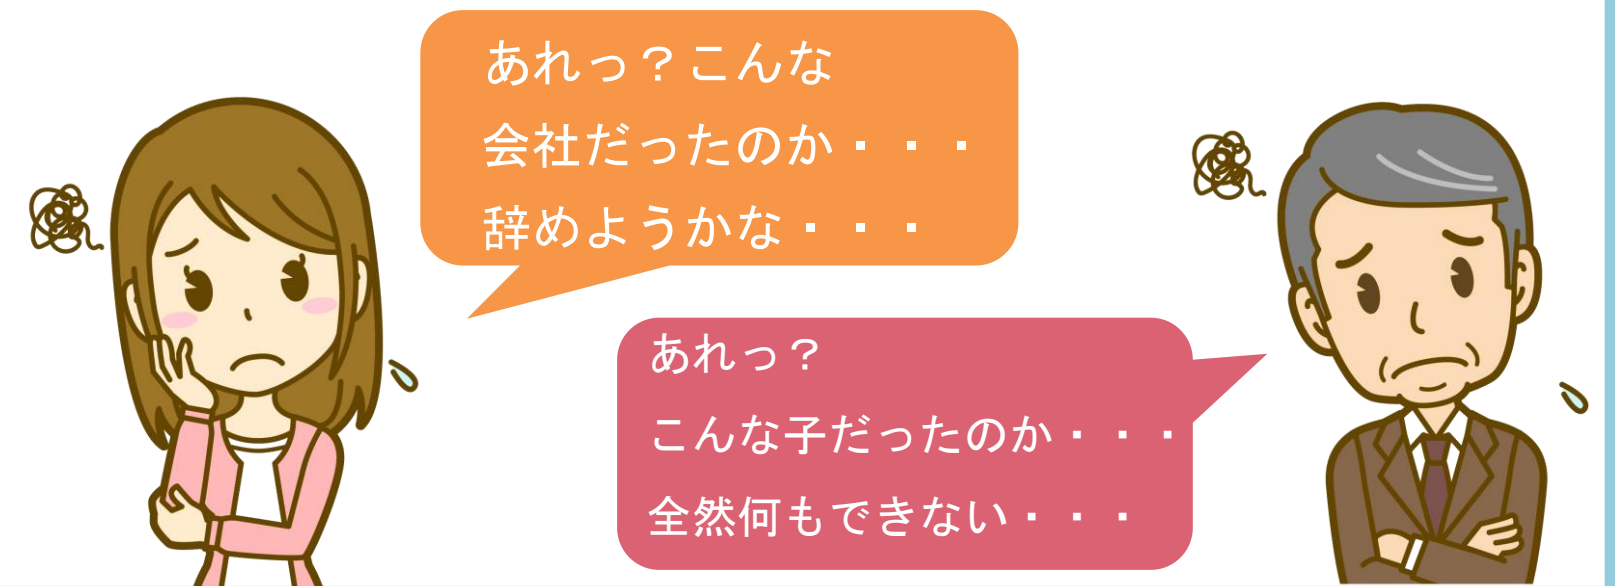 あれっ？こんな
会社だったのか・・・
辞めようかな・・・
あれっ？
こんな子だったのか・・・
全然何もできない・・・